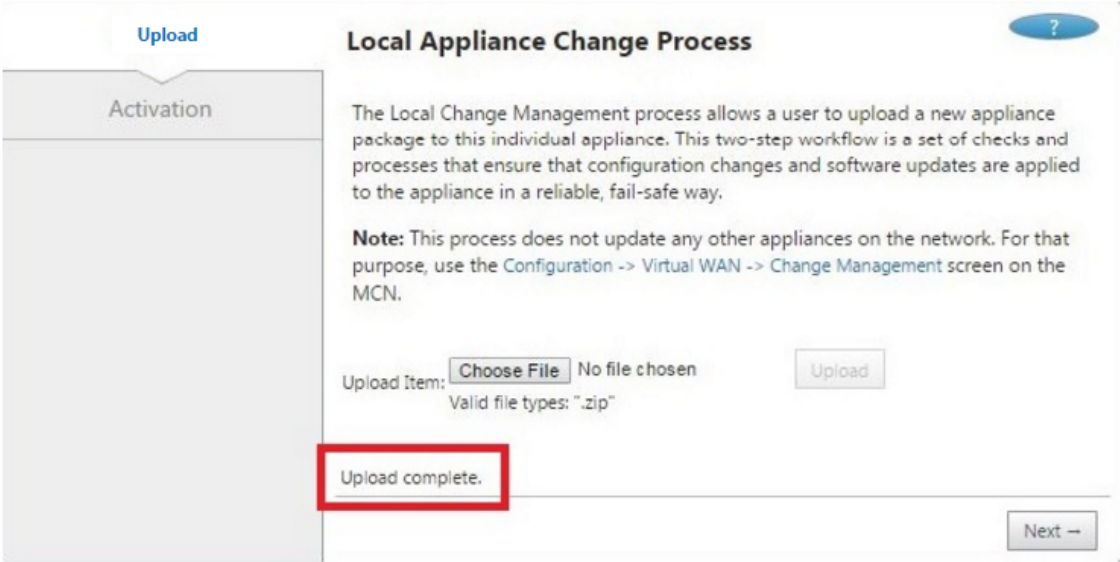 Upload
Activation
Local Appliance Change Process
?
The Local Change Management process allows a user to upload a new appliance
package to this individual appliance. This two-step workflow is a set of checks and
processes that ensure that configuration changes and software updates are applied
to the appliance in a reliable, fail-safe way.
Note: This process does not update any other appliances on the network. For that
purpose, use the Configuration -> Virtual WAN -> Change Management screen on the
MCN.
Upload Item: Choose File No file chosen Upload
Valid file types: ".zip"
Upload complete.
Next →